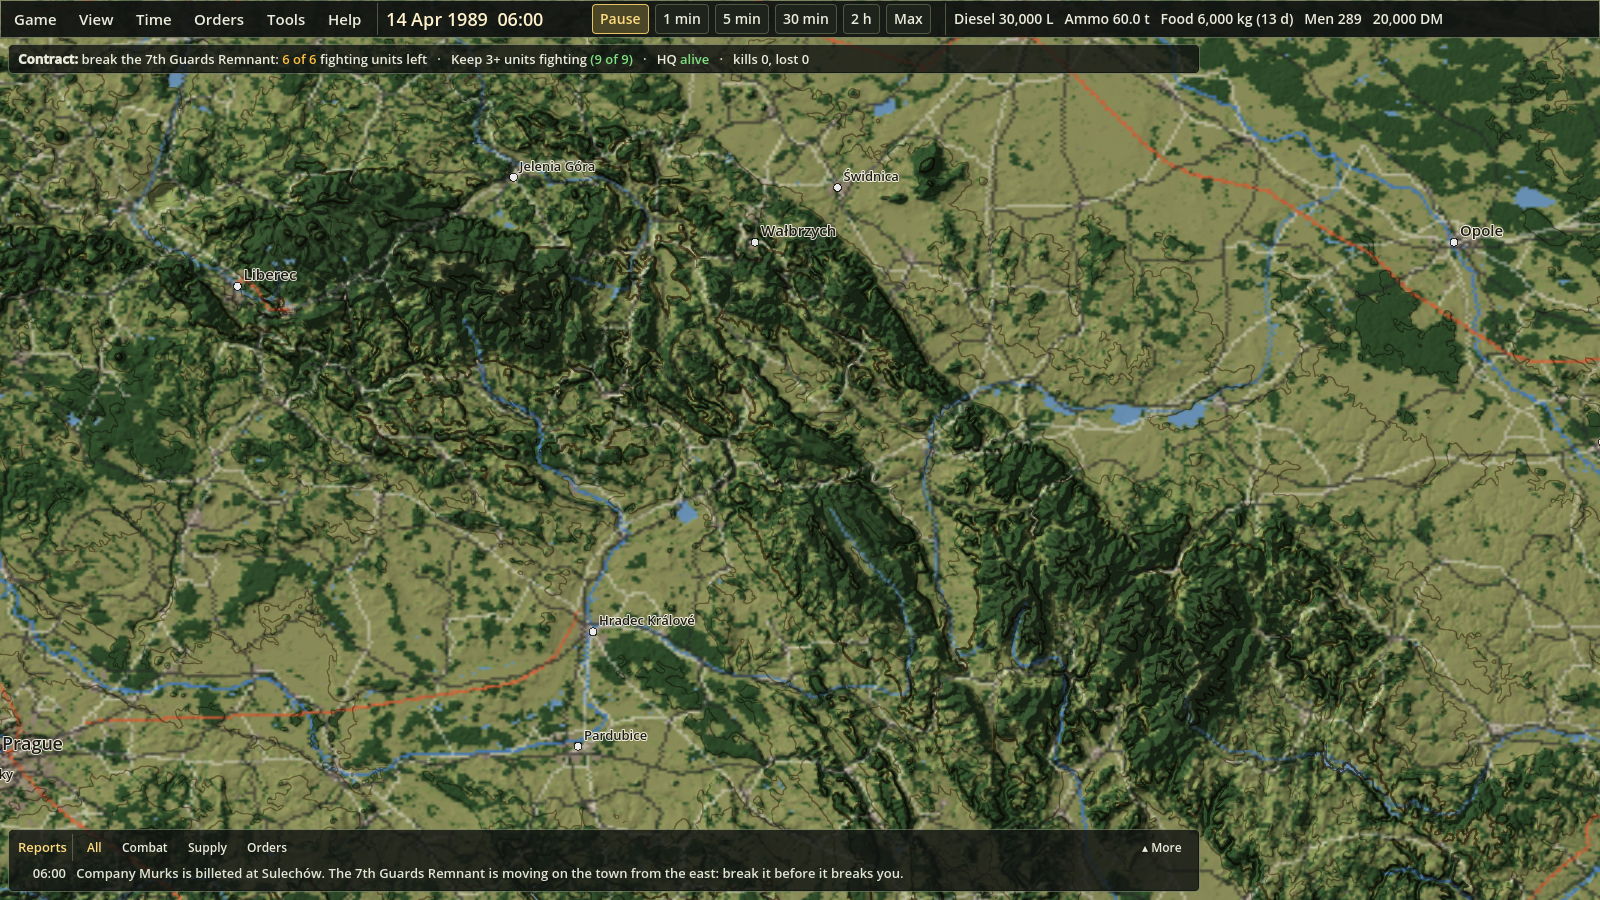 Game View Time Orders Tools Help 14 Apr 1989 06:00 Pause 1 min 5 min 30 min 2 h Max Diesel 30,000 L Ammo 60.0 t Food 6,000 kg (13 d) Men 289 20,000 DM
Contract: break the 7th Guards Remnant: 6 of 6 fighting units left · Keep 3+ units fighting (9 of 9) · HQ alive · kills 0, lost 0
Jelenia Góra
Świdnica
Wałbrzych
Opole
Liberec
Hradec Králové
Pardubice
Prague
ky
Reports All Combat Supply Orders ▴ More
06:00 Company Murks is billeted at Sulechów. The 7th Guards Remnant is moving on the town from the east: break it before it breaks you.